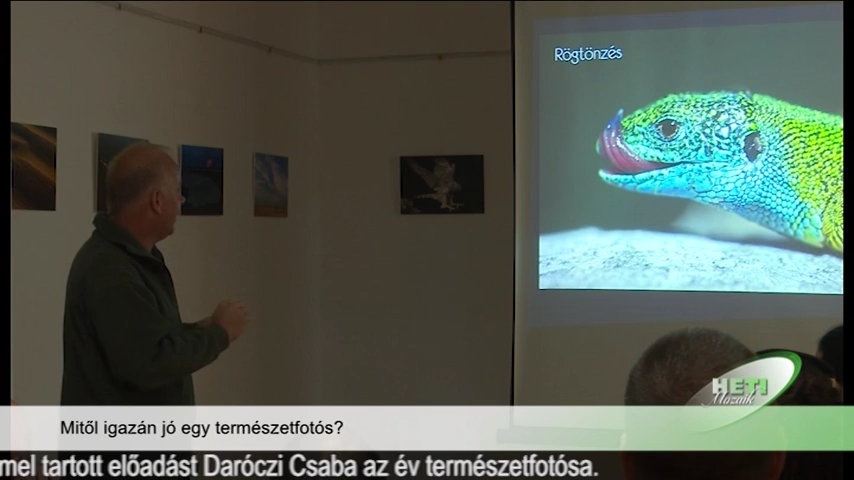 Rögtönzés
HETI
Mozaik
Mitől igazán jó egy természetfotós?
mel tartott előadást Daróczi Csaba az év természetfotósa.